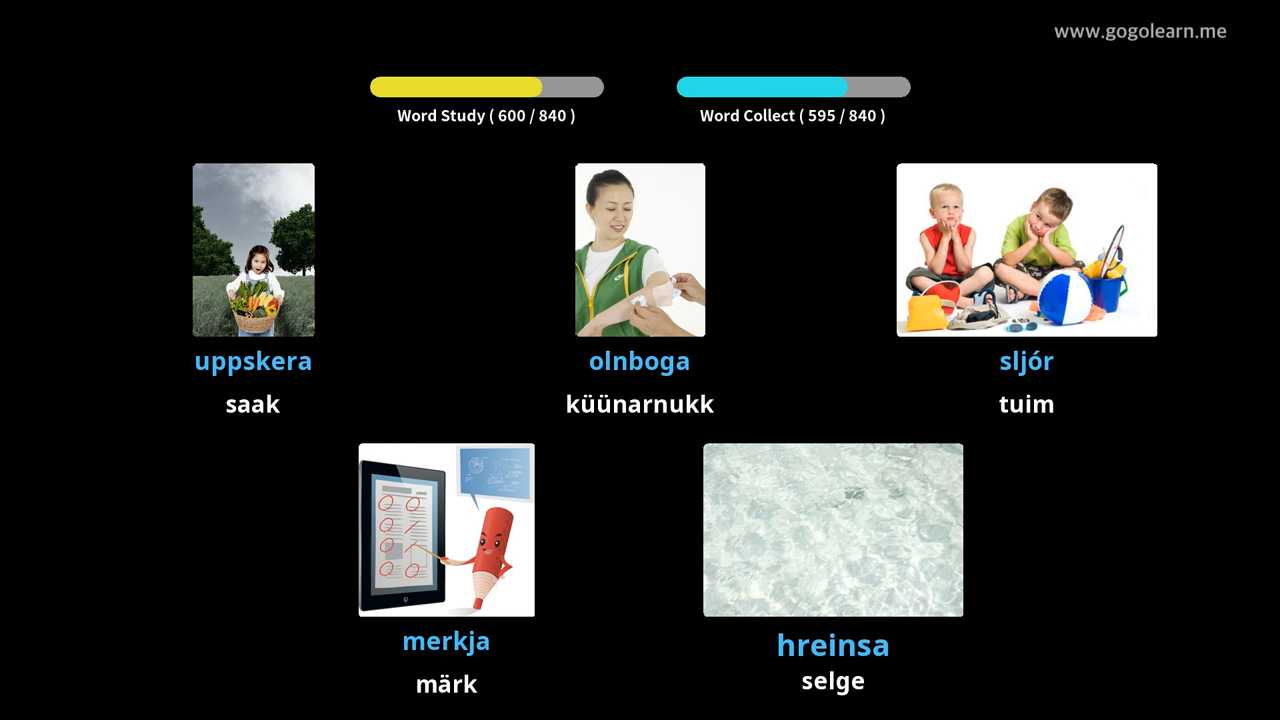 www.gogolearn.me
Word Study ( 600 / 840 )
Word Collect ( 595 / 840 )
uppskera
olnboga
sljór
saak
küünarnukk
tuim
merkja
hreinsa
märk
selge